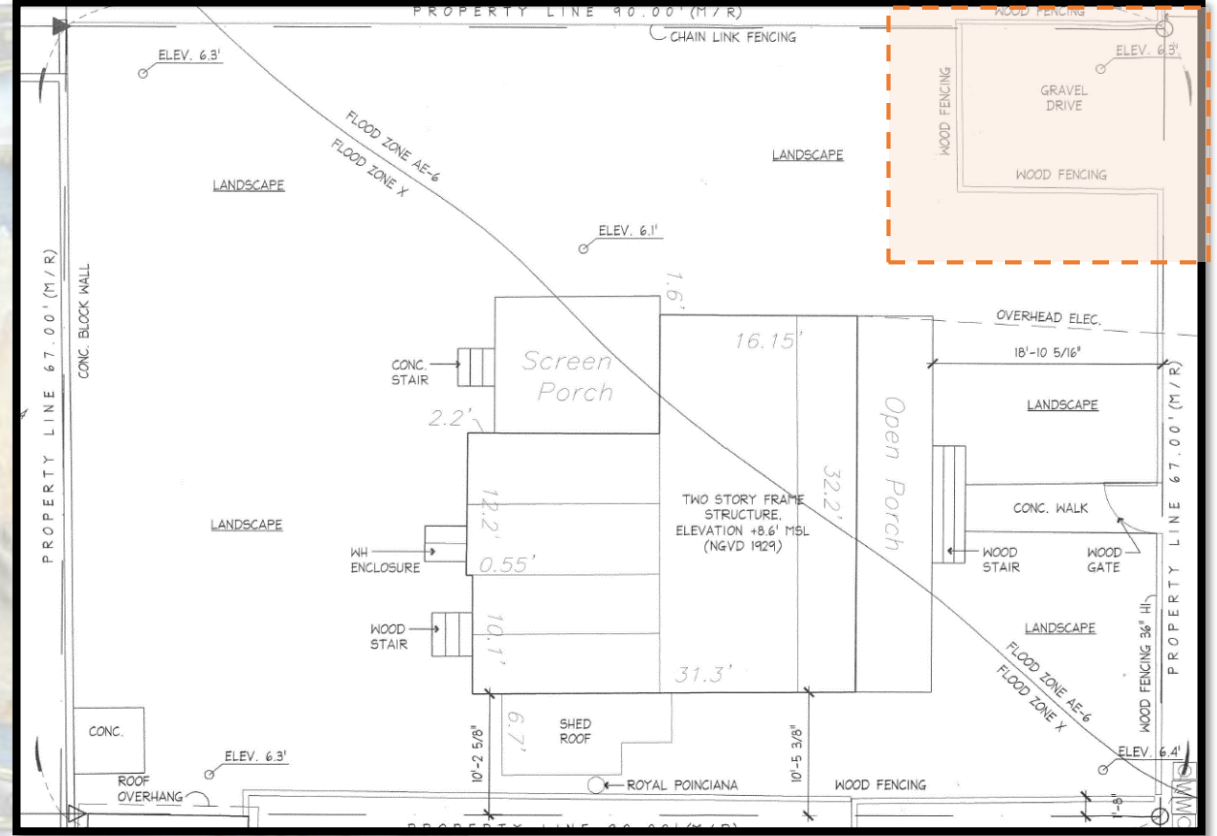 PROPERTY LINE 90.00' (M/R)
WOOD FENCING
CHAIN LINK FENCING
ELEV. 6.3'
ELEV. 6.3'
GRAVEL
DRIVE
WOOD FENCING
FLOOD ZONE AE-6
FLOOD ZONE X
LANDSCAPE
LANDSCAPE
WOOD FENCING
ELEV. 6.1'
PROPERTY LINE 67.00' (M/R)
CONC. BLOCK WALL
1.6'
OVERHEAD ELEC.
16.15'
18'-10 5/16"
Screen
Porch
CONC.
STAIR
2.2'
Open Porch
LANDSCAPE
PROPERTY LINE 67.00' (M/R)
32.2'
12.2'
TWO STORY FRAME
STRUCTURE,
ELEVATION +8.6' MSL
(NGVD 1929)
CONC. WALK
LANDSCAPE
WH
ENCLOSURE
0.55'
WOOD
STAIR
WOOD
GATE
WOOD
STAIR
10.1'
LANDSCAPE
WOOD FENCING 36" HI
31.3'
FLOOD ZONE AE-6
FLOOD ZONE X
CONC.
6.7'
SHED
ROOF
10'-2 5/8"
10'-5 3/8"
ELEV. 6.3'
ELEV. 6.4'
ROOF
OVERHANG
ROYAL POINCIANA
WOOD FENCING
1'-8"
PROPERTY LINE 90.00' (M/R)